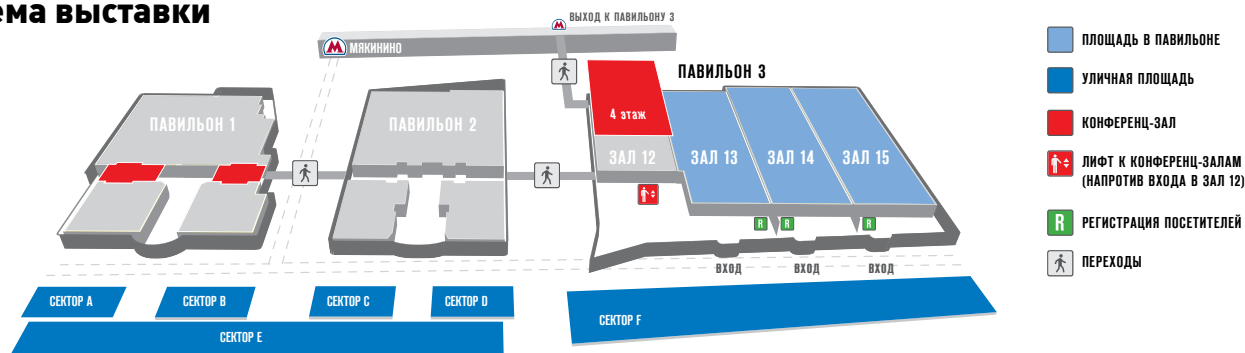 ема выставки
ВЫХОД К ПАВИЛЬОНУ 3
М
М МЯКИНИНО
ПАВИЛЬОН 3
ПАВИЛЬОН 1
ПАВИЛЬОН 2
4 этаж
ЗАЛ 12
ЗАЛ 13
ЗАЛ 14
ЗАЛ 15
R
R
R
ВХОД
ВХОД
ВХОД
СЕКТОР A
СЕКТОР B
СЕКТОР C
СЕКТОР D
СЕКТОР E
СЕКТОР F
ПЛОЩАДЬ В ПАВИЛЬОНЕ
УЛИЧНАЯ ПЛОЩАДЬ
КОНФЕРЕНЦ-ЗАЛ
ЛИФТ К КОНФЕРЕНЦ-ЗАЛАМ
(НАПРОТИВ ВХОДА В ЗАЛ 12)
R РЕГИСТРАЦИЯ ПОСЕТИТЕЛЕЙ
ПЕРЕХОДЫ